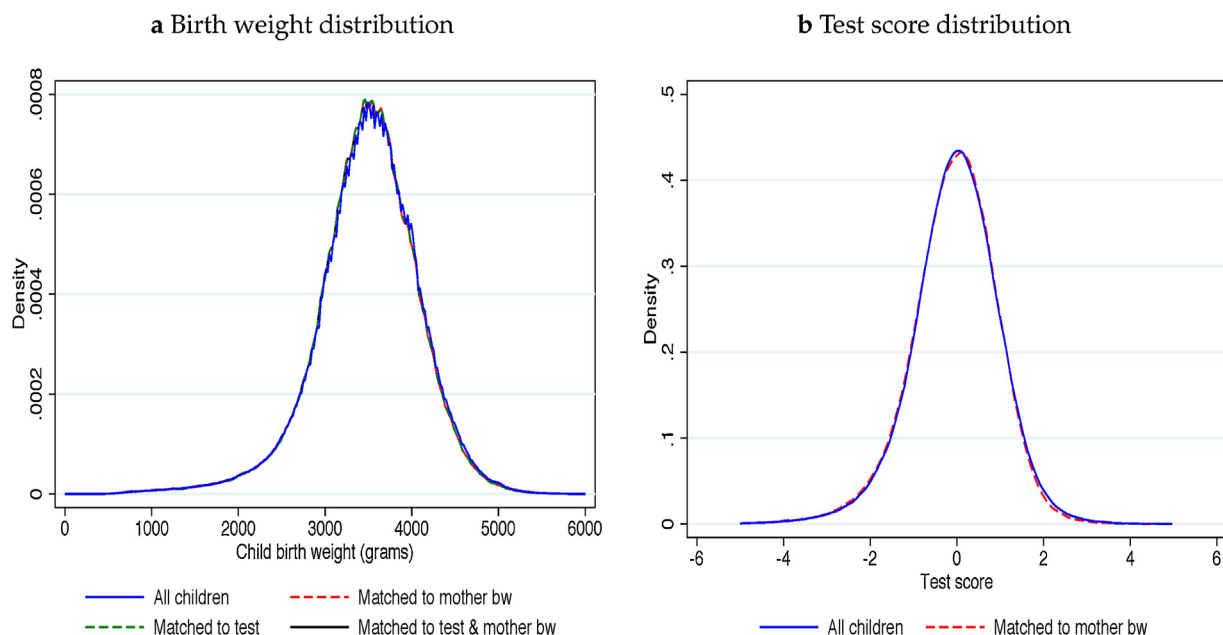 a Birth weight distribution
Density
0
.0002
.0004
.0006
.0008
0 1000 2000 3000 4000 5000 6000
Child birth weight (grams)
All children
Matched to mother bw
Matched to test
Matched to test & mother bw
b Test score distribution
Density
0
.1
.2
.3
.4
.5
-6 -4 -2 0 2 4 6
Test score
All children
Matched to mother bw